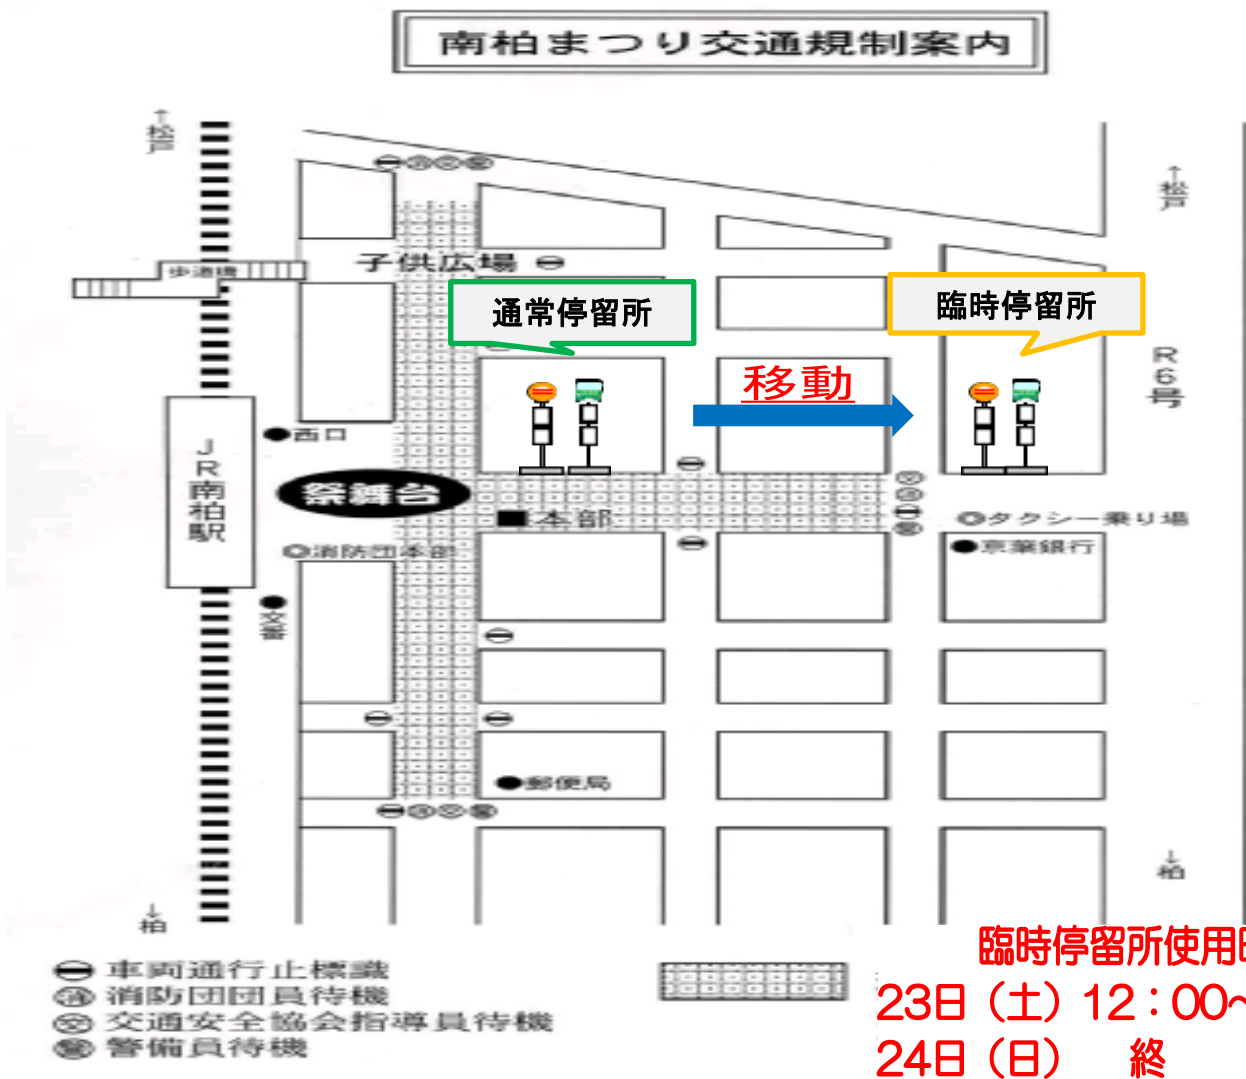 南柏まつり交通規制案内
↑松戸
↑松戸
子供広場
歩道橋
通常停留所
臨時停留所
移動
R6号
西口
JR南柏駅
祭舞台
本部
タクシー乗り場
消防団本部
京葉銀行
交番
郵便局
↓柏
↓柏
車両通行止標識
消防団団員待機
交通安全協会指導員待機
警備員待機
臨時停留所使用
23日（土）12：00～
24日（日） 終